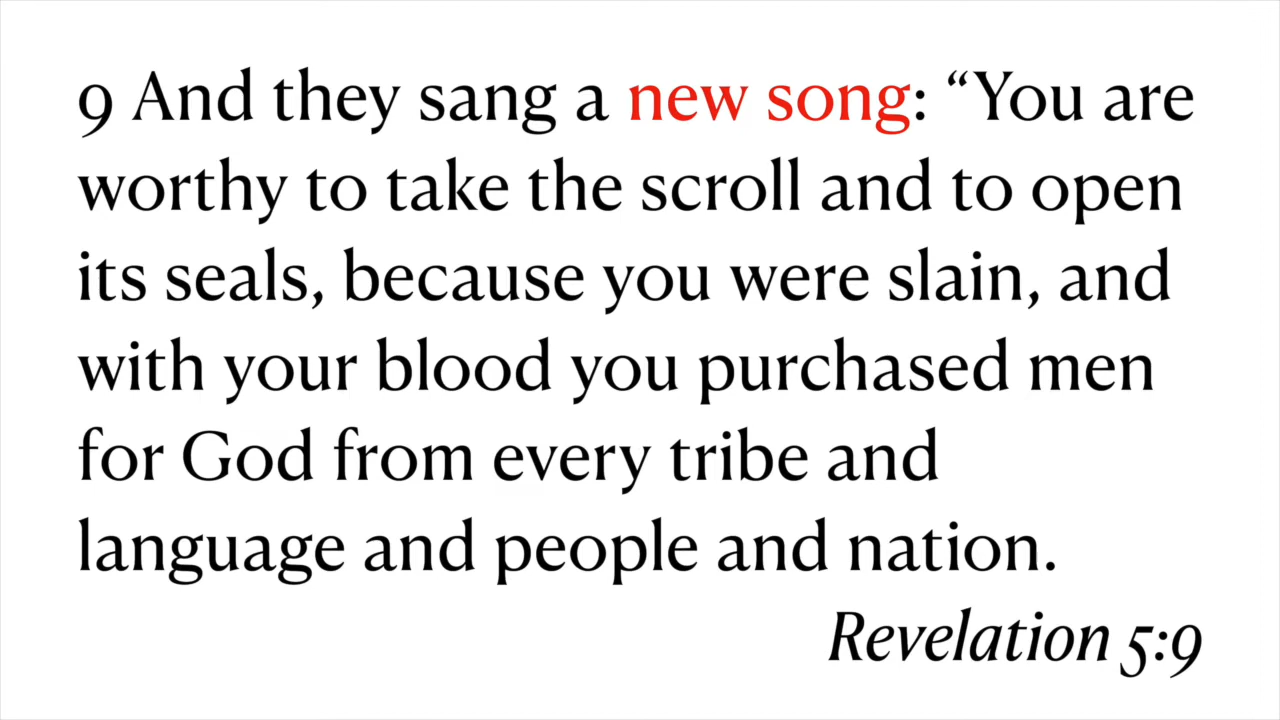 9 And they sang a new song: “You are
worthy to take the scroll and to open
its seals, because you were slain, and
with your blood you purchased men
for God from every tribe and
language and people and nation.
Revelation 5:9